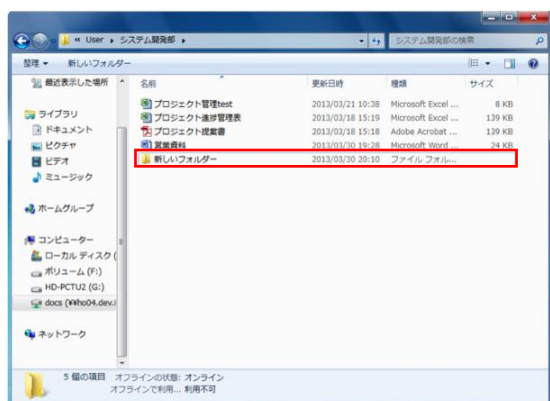 « User ▸ システム開発部 ▸
システム開発部の検索
整理 ▼ 新しいフォルダー
最近表示した場所
ライブラリ
ドキュメント
ピクチャ
ビデオ
ミュージック
ホームグループ
コンピューター
ローカル ディスク (
ボリューム (F:)
HD-PCTU2 (G:)
docs (¥¥ho04.dev.i
ネットワーク
名前 更新日時 種類 サイズ
プロジェクト管理test 2013/03/21 10:38 Microsoft Excel ... 8 KB
プロジェクト進捗管理表 2013/03/18 15:19 Microsoft Excel ... 139 KB
プロジェクト提案書 2013/03/18 15:18 Adobe Acrobat ... 139 KB
営業資料 2013/03/30 19:28 Microsoft Word ... 24 KB
新しいフォルダー 2013/03/30 20:10 ファイル フォル...
5 個の項目 オフラインの状態: オンライン
オフラインで利用... 利用不可